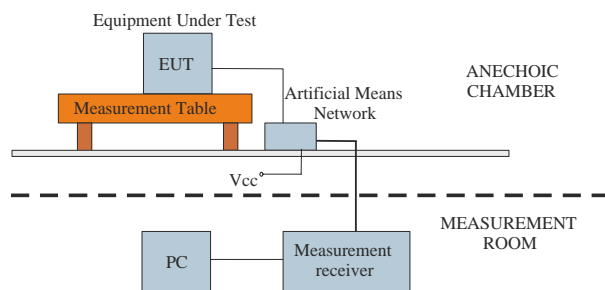 Equipment Under Test
EUT
Measurement Table
Artificial Means
Network
ANECHOIC
CHAMBER
Vcc
MEASUREMENT
ROOM
PC
Measurement
receiver